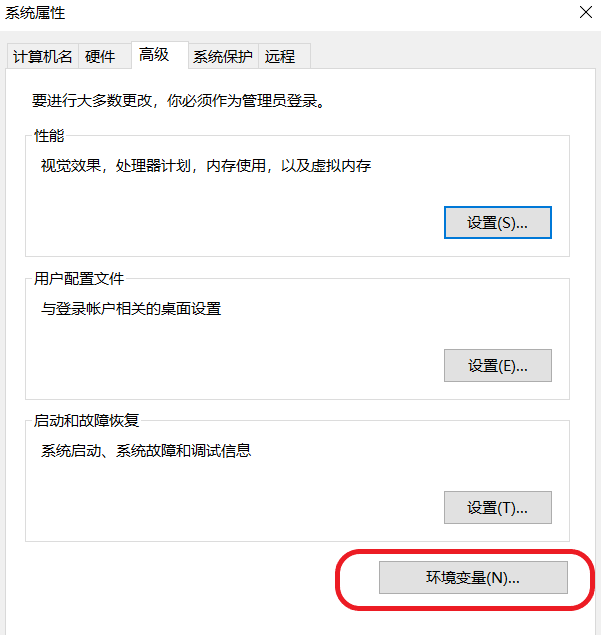 系统属性
计算机名 硬件 高级 系统保护 远程
要进行大多数更改，你必须作为管理员登录。
性能
视觉效果，处理器计划，内存使用，以及虚拟内存
设置(S)...
用户配置文件
与登录帐户相关的桌面设置
设置(E)...
启动和故障恢复
系统启动、系统故障和调试信息
设置(T)...
环境变量(N)...